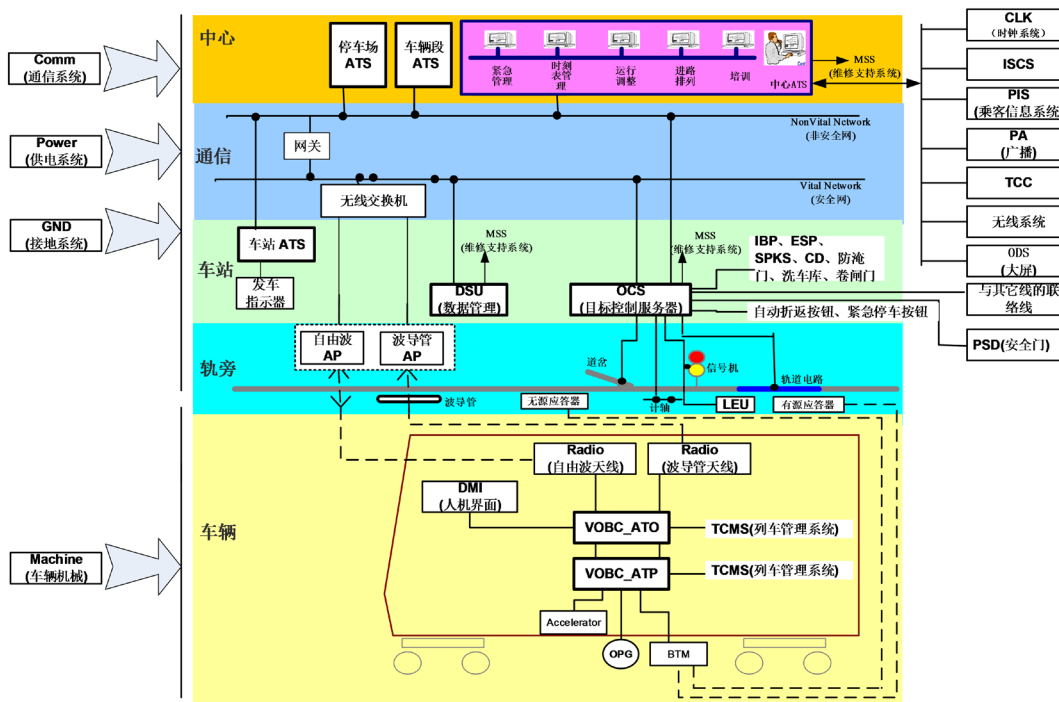 Comm
(通信系统)
Power
(供电系统)
GND
(接地系统)
Machine
(车辆机械)
中心
停车场
ATS
车辆段
ATS
紧急
管理
时刻
表管
理
运行
调整
进路
排列
培训
中心ATS
MSS
(维修支持系统)
CLK
(时钟系统)
ISCS
PIS
(乘客信息系统)
PA
(广播)
TCC
无线系统
ODS
(大屏)
与其它线的联
络线
PSD(安全门)
通信
NonVital Network
(非安全网)
网关
Vital Network
(安全网)
无线交换机
车站
车站 ATS
发车
指示器
MSS
(维修支持系统)
DSU
(数据管理)
MSS
(维修支持系统)
OCS
(目标控制服务器)
IBP、ESP、
SPKS、CD、防淹
门、洗车库、卷闸门
自动折返按钮、紧急停车按钮
轨旁
自由波
AP
波导管
AP
道岔
信号机
轨道电路
波导管
无源应答器
计轴
LEU
有源应答器
车辆
Radio
(自由波天线)
Radio
(波导管天线)
DMI
(人机界面)
VOBC_ATO
TCMS(列车管理系统)
VOBC_ATP
TCMS(列车管理系统)
Accelerator
OPG
BTM